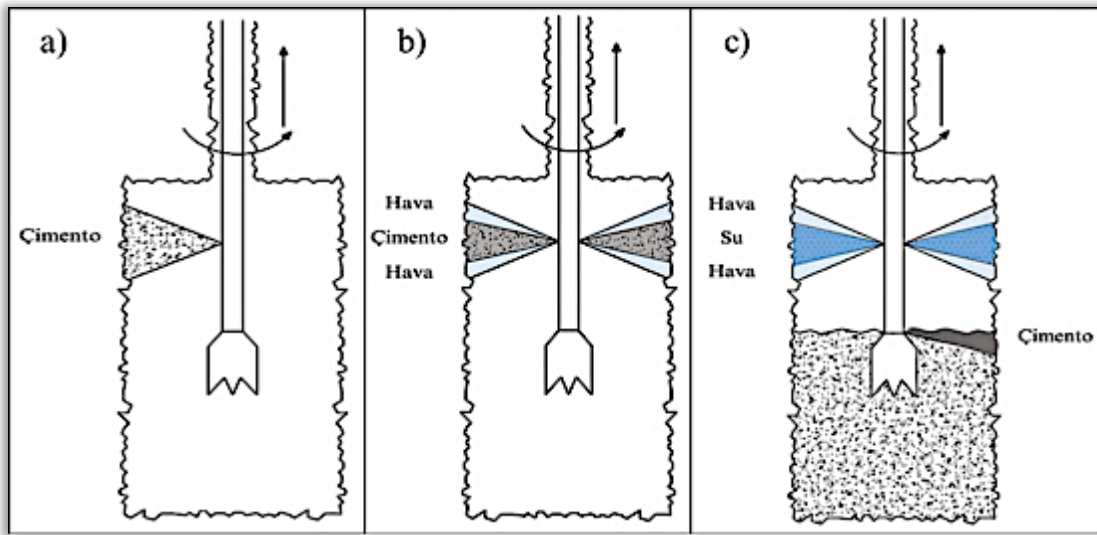 a)
Çimento
b)
Hava
Çimento
Hava
c)
Hava
Su
Hava
Çimento